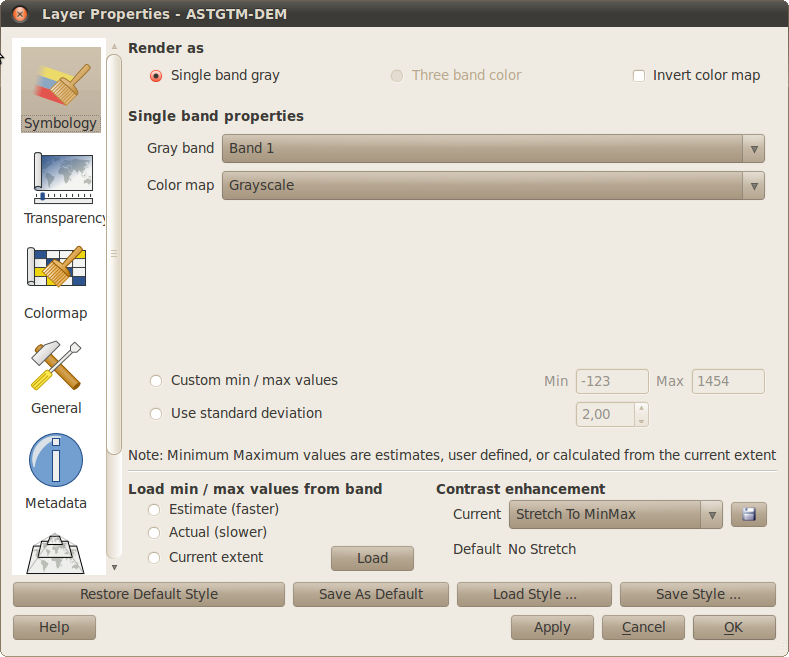 Layer Properties - ASTGTM-DEM
Symbology
Transparency
Colormap
General
Metadata
Render as
Single band gray
Three band color
Invert color map
Single band properties
Gray band
Band 1
Color map
Grayscale
Custom min / max values
Min
-123
Max
1454
Use standard deviation
2,00
Note: Minimum Maximum values are estimates, user defined, or calculated from the current extent
Load min / max values from band
Estimate (faster)
Actual (slower)
Current extent
Load
Contrast enhancement
Current
Stretch To MinMax
Default
No Stretch
Restore Default Style
Save As Default
Load Style ...
Save Style ...
Help
Apply
Cancel
OK